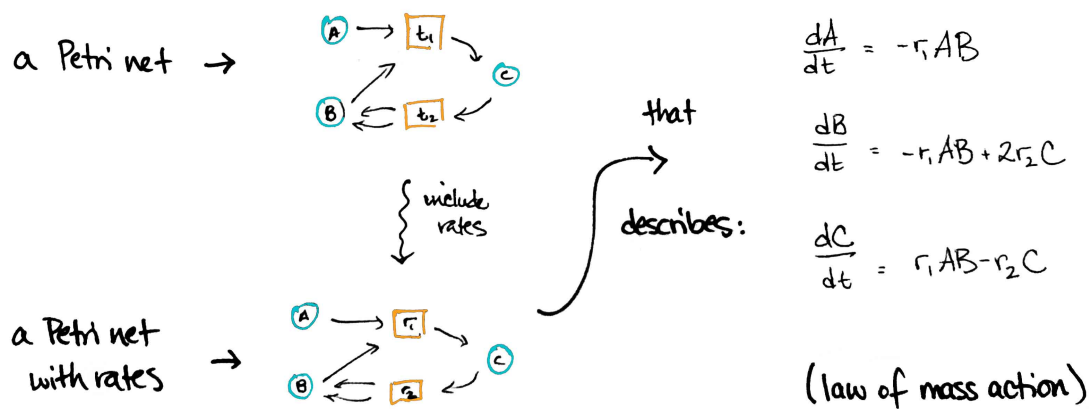 a Petri net →
A
t₁
C
B
t₂
include
rates
a Petri net
with rates →
A
r₁
C
B
r₂
that
describes:
dA/dt = -r₁AB
dB/dt = -r₁AB + 2r₂C
dC/dt = r₁AB - r₂C
(law of mass action)